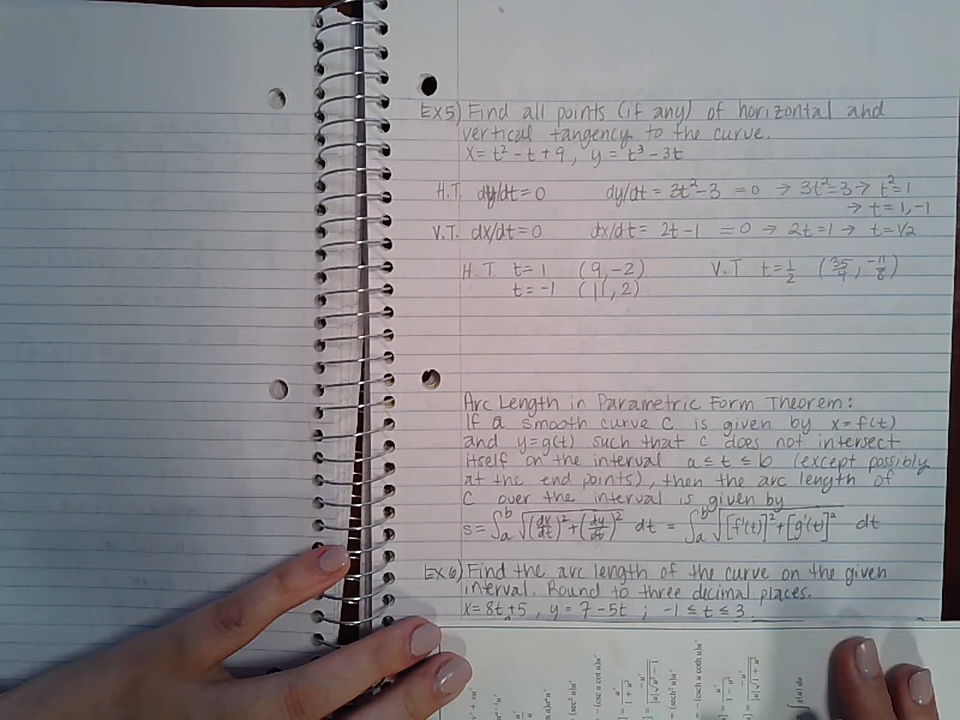 Ex5) Find all points (if any) of horizontal and
vertical tangency to the curve.
x = t² - t + 9 , y = t³ - 3t
H.T. dy/dt = 0 dy/dt = 3t² - 3 = 0 → 3t² = 3 → t² = 1
→ t = 1, -1
V.T. dx/dt = 0 dx/dt = 2t - 1 = 0 → 2t = 1 → t = 1/2
H.T. t = 1 (9, -2) V.T t = 1/2 (35/4, -11/8)
t = -1 (11, 2)
Arc Length in Parametric Form Theorem:
If a smooth curve C is given by x = f(t)
and y = g(t) such that C does not intersect
itself on the interval a ≤ t ≤ b (except possibly
at the end points), then the arc length of
C over the interval is given by
s = ∫ₐᵇ √((dx/dt)² + (dy/dt)²) dt = ∫ₐᵇ √([f'(t)]² + [g'(t)]²) dt
Ex6) Find the arc length of the curve on the given
interval. Round to three decimal places.
x = 8t + 5 , y = 7 - 5t ; -1 ≤ t ≤ 3